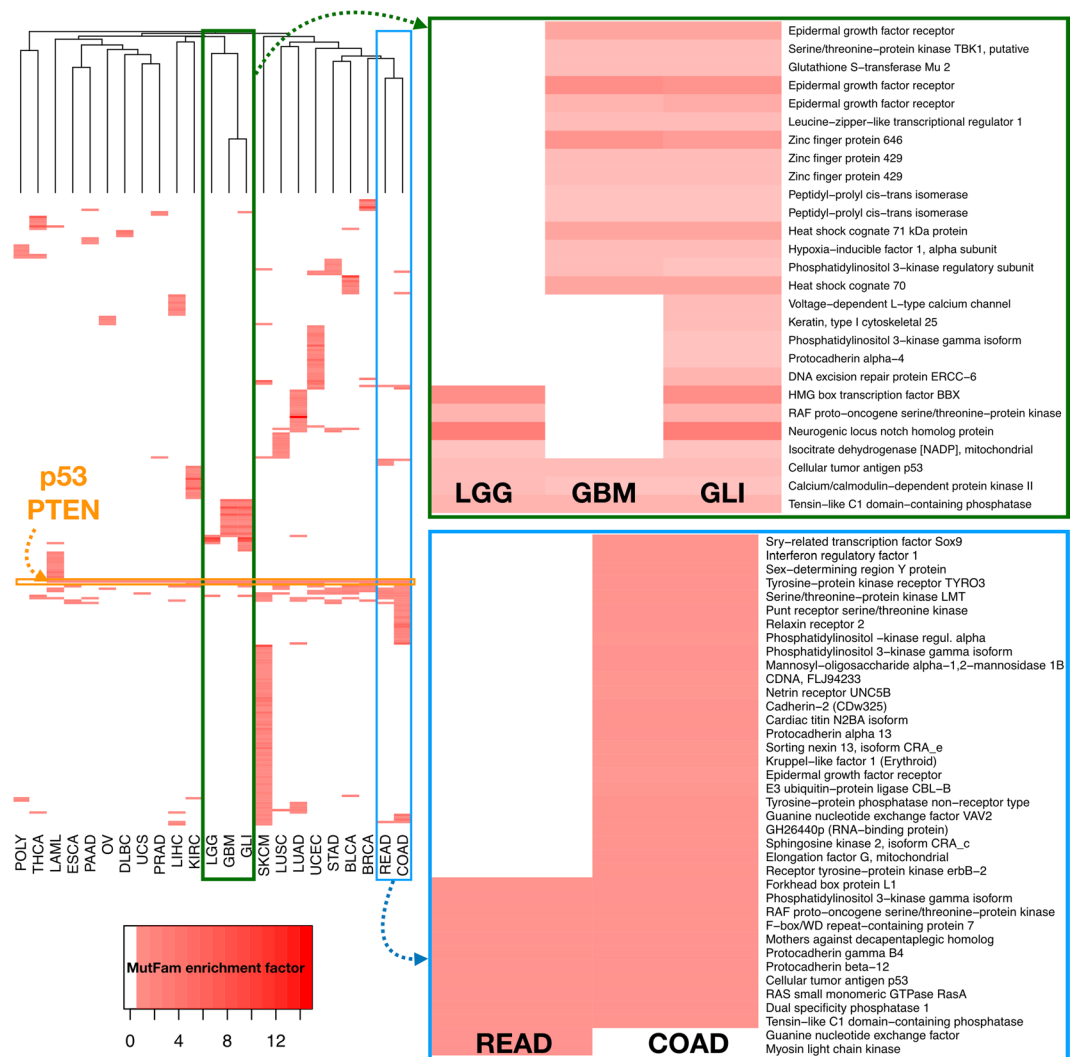 Epidermal growth factor receptor
Serine/threonine−protein kinase TBK1, putative
Glutathione S−transferase Mu 2
Epidermal growth factor receptor
Epidermal growth factor receptor
Leucine−zipper−like transcriptional regulator 1
Zinc finger protein 646
Zinc finger protein 429
Zinc finger protein 429
Peptidyl−prolyl cis−trans isomerase
Peptidyl−prolyl cis−trans isomerase
Heat shock cognate 71 kDa protein
Hypoxia−inducible factor 1, alpha subunit
Phosphatidylinositol 3−kinase regulatory subunit
Heat shock cognate 70
Voltage−dependent L−type calcium channel
Keratin, type I cytoskeletal 25
Phosphatidylinositol 3−kinase gamma isoform
Protocadherin alpha−4
DNA excision repair protein ERCC−6
HMG box transcription factor BBX
RAF proto−oncogene serine/threonine−protein kinase
Neurogenic locus notch homolog protein
Isocitrate dehydrogenase [NADP], mitochondrial
Cellular tumor antigen p53
Calcium/calmodulin−dependent protein kinase II
Tensin−like C1 domain−containing phosphatase
LGG GBM GLI
p53
PTEN
Sry−related transcription factor Sox9
Interferon regulatory factor 1
Sex−determining region Y protein
Tyrosine−protein kinase receptor TYRO3
Serine/threonine−protein kinase LMT
Punt receptor serine/threonine kinase
Relaxin receptor 2
Phosphatidylinositol −kinase regul. alpha
Phosphatidylinositol 3−kinase gamma isoform
Mannosyl−oligosaccharide alpha−1,2−mannosidase 1B
CDNA, FLJ94233
Netrin receptor UNC5B
Cadherin−2 (CDw325)
Cardiac titin N2BA isoform
Protocadherin alpha 13
Sorting nexin 13, isoform CRA_e
Kruppel−like factor 1 (Erythroid)
Epidermal growth factor receptor
E3 ubiquitin−protein ligase CBL−B
Tyrosine−protein phosphatase non−receptor type
Guanine nucleotide exchange factor VAV2
GH26440p (RNA−binding protein)
Sphingosine kinase 2, isoform CRA_c
Elongation factor G, mitochondrial
Receptor tyrosine−protein kinase erbB−2
Forkhead box protein L1
Phosphatidylinositol 3−kinase gamma isoform
RAF proto−oncogene serine/threonine−protein kinase
F−box/WD repeat−containing protein 7
Mothers against decapentaplegic homolog
Protocadherin gamma B4
Protocadherin beta−12
Cellular tumor antigen p53
RAS small monomeric GTPase RasA
Dual specificity phosphatase 1
Tensin−like C1 domain−containing phosphatase
Guanine nucleotide exchange factor
Myosin light chain kinase
READ COAD
POLY
THCA
LAML
ESCA
PAAD
OV
DLBC
UCS
PRAD
LIHC
KIRC
LGG
GBM
GLI
SKCM
LUSC
LUAD
UCEC
STAD
BLCA
BRCA
READ
COAD
MutFam enrichment factor
0 4 8 12